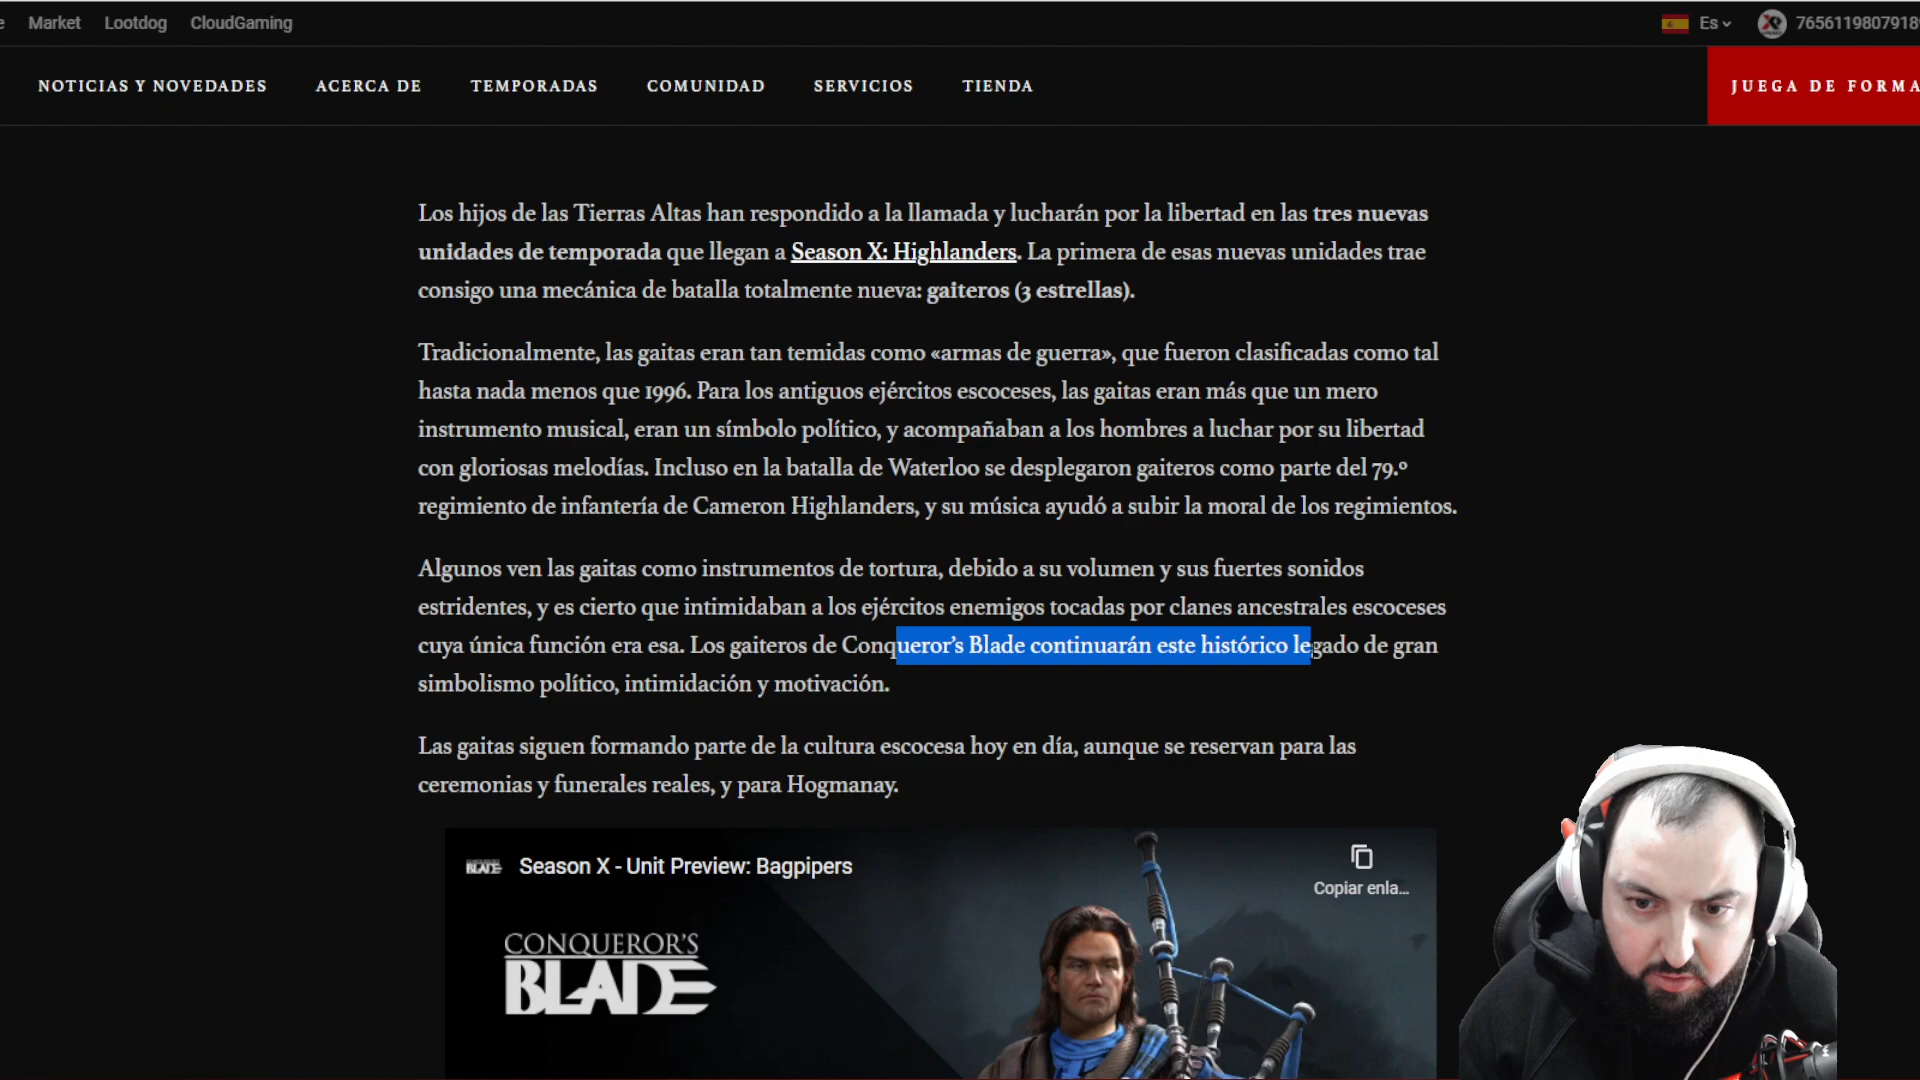 Market Lootdog CloudGaming Es
NOTICIAS Y NOVEDADES ACERCA DE TEMPORADAS COMUNIDAD SERVICIOS TIENDA JUEGA DE FORMA
Los hijos de las Tierras Altas han respondido a la llamada y lucharán por la libertad en las tres nuevas
unidades de temporada que llegan a Season X: Highlanders. La primera de esas nuevas unidades trae
consigo una mecánica de batalla totalmente nueva: gaiteros (3 estrellas).
Tradicionalmente, las gaitas eran tan temidas como «armas de guerra», que fueron clasificadas como tal
hasta nada menos que 1996. Para los antiguos ejércitos escoceses, las gaitas eran más que un mero
instrumento musical, eran un símbolo político, y acompañaban a los hombres a luchar por su libertad
con gloriosas melodías. Incluso en la batalla de Waterloo se desplegaron gaiteros como parte del 79.º
regimiento de infantería de Cameron Highlanders, y su música ayudó a subir la moral de los regimientos.
Algunos ven las gaitas como instrumentos de tortura, debido a su volumen y sus fuertes sonidos
estridentes, y es cierto que intimidaban a los ejércitos enemigos tocadas por clanes ancestrales escoceses
cuya única función era esa. Los gaiteros de Conqueror's Blade continuarán este histórico legado de gran
simbolismo político, intimidación y motivación.
Las gaitas siguen formando parte de la cultura escocesa hoy en día, aunque se reservan para las
ceremonias y funerales reales, y para Hogmanay.
Season X - Unit Preview: Bagpipers
Copiar enla...
CONQUEROR'S
BLADE